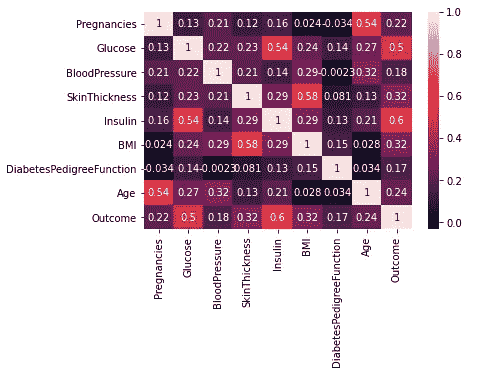 Pregnancies 1 0.13 0.21 0.12 0.16 -0.024 -0.034 0.54 0.22
Glucose 0.13 1 0.22 0.23 0.54 0.24 0.14 0.27 0.5
BloodPressure 0.21 0.22 1 0.21 0.14 0.29 -0.0023 0.32 0.18
SkinThickness 0.12 0.23 0.21 1 0.29 0.58 0.081 0.13 0.32
Insulin 0.16 0.54 0.14 0.29 1 0.29 0.13 0.21 0.6
BMI -0.024 0.24 0.29 0.58 0.29 1 0.15 0.028 0.32
DiabetesPedigreeFunction -0.034 0.14 -0.0023 0.081 0.13 0.15 1 0.034 0.17
Age 0.54 0.27 0.32 0.13 0.21 0.028 0.034 1 0.24
Outcome 0.22 0.5 0.18 0.32 0.6 0.32 0.17 0.24 1
Pregnancies
Glucose
BloodPressure
SkinThickness
Insulin
BMI
DiabetesPedigreeFunction
Age
Outcome
1.0
0.8
0.6
0.4
0.2
0.0